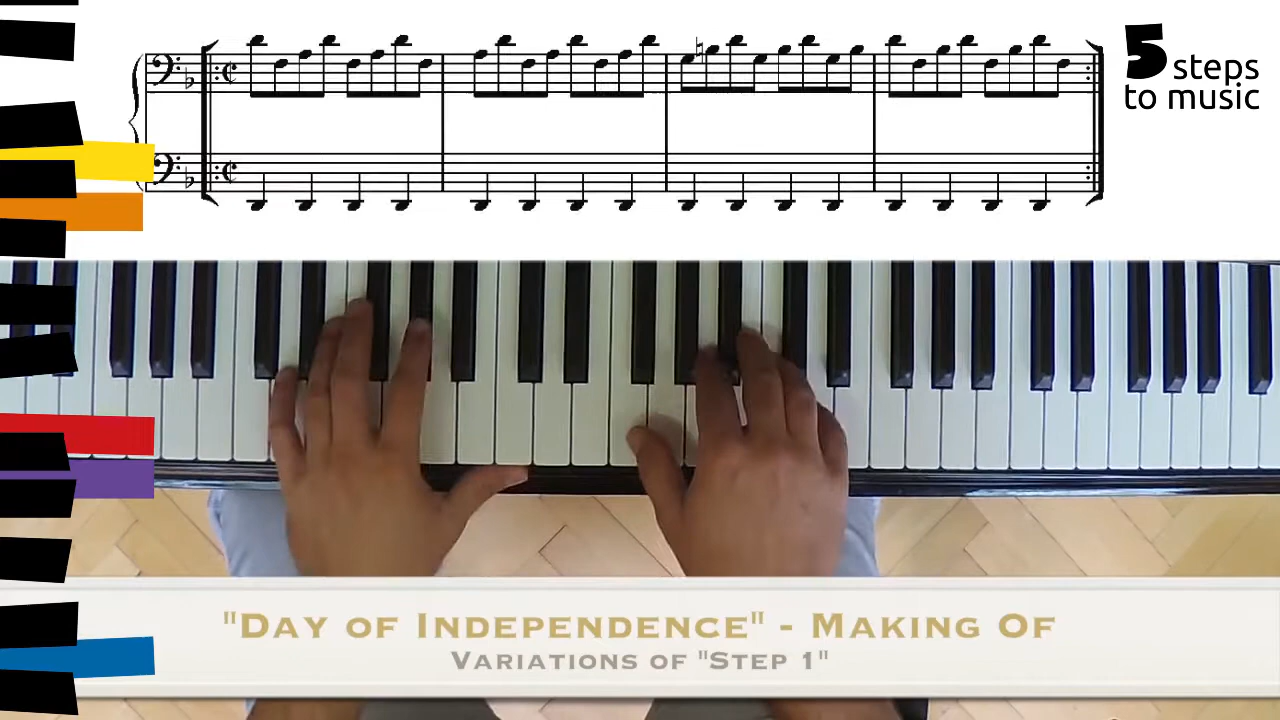 5 steps
to music
"Day of Independence" - Making Of
Variations of "Step 1"